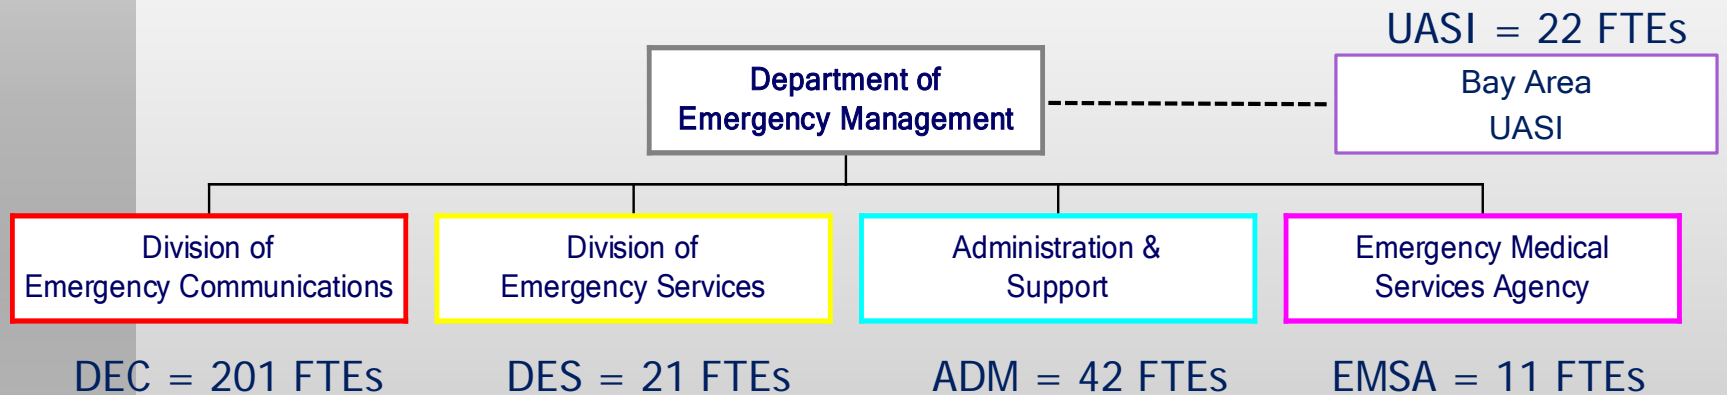 UASI = 22 FTEs
Department of
Emergency Management
Bay Area
UASI
Division of
Emergency Communications
Division of
Emergency Services
Administration &
Support
Emergency Medical
Services Agency
DEC = 201 FTEs
DES = 21 FTEs
ADM = 42 FTEs
EMSA = 11 FTEs